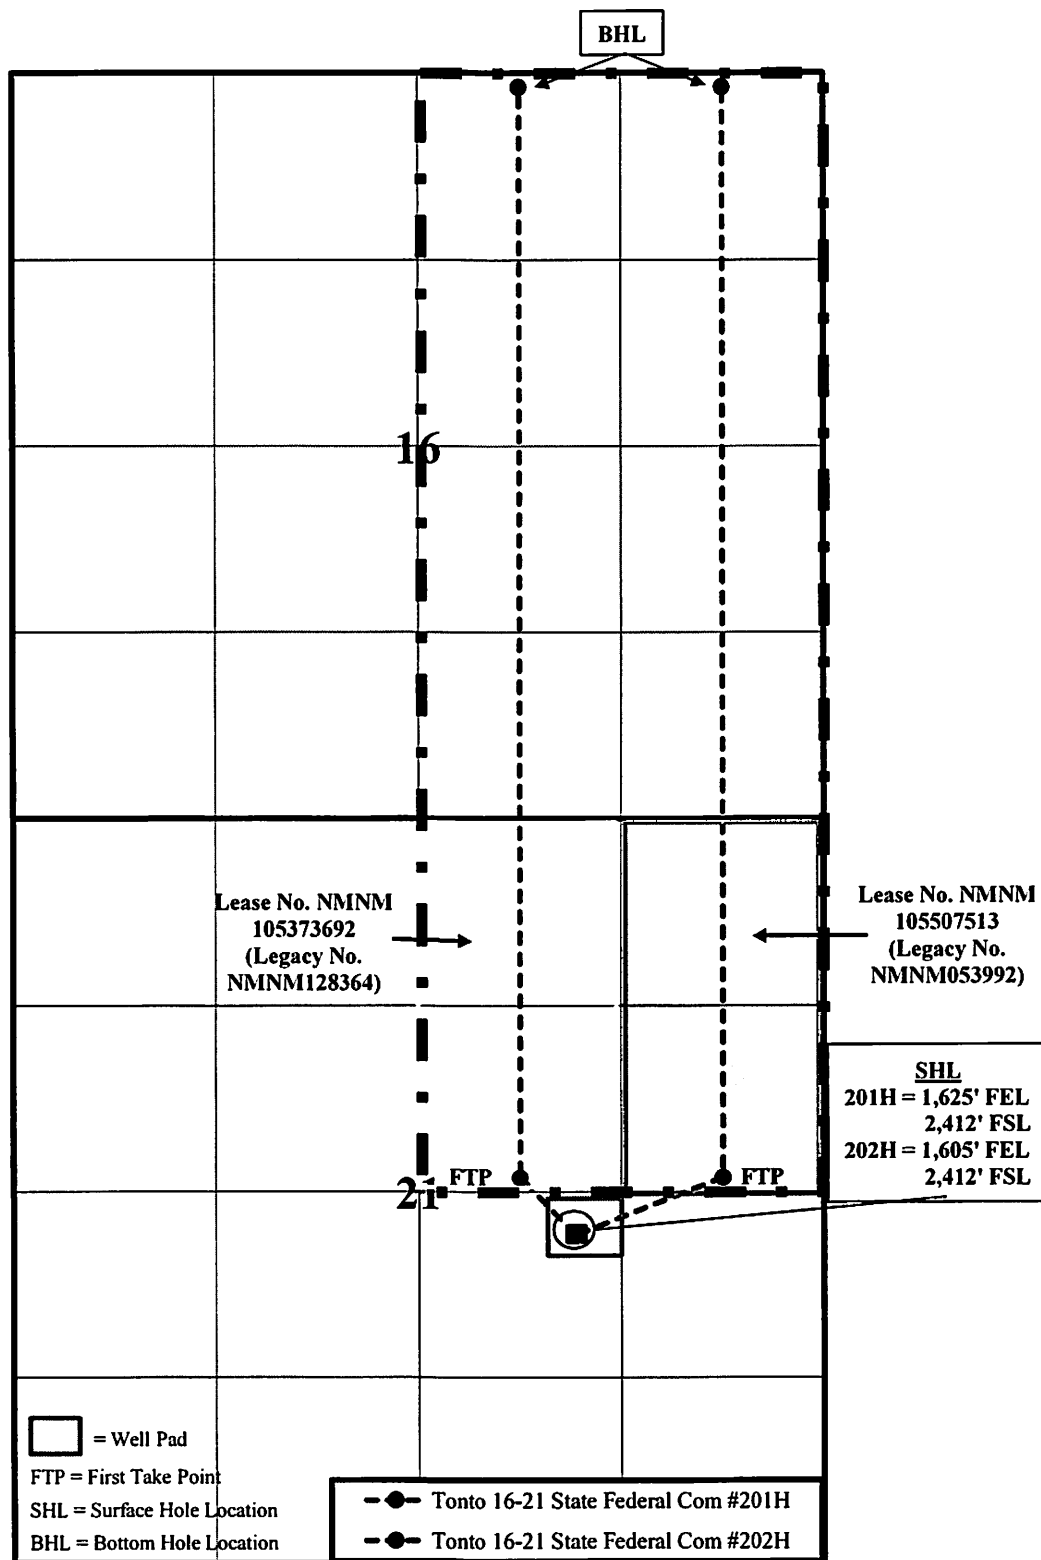 BHL
16
Lease No. NMNM
105373692
(Legacy No.
NMNM128364)
Lease No. NMNM
105507513
(Legacy No.
NMNM053992)
SHL
201H = 1,625' FEL
2,412' FSL
202H = 1,605' FEL
2,412' FSL
FTP
FTP
21
= Well Pad
FTP = First Take Point
SHL = Surface Hole Location
BHL = Bottom Hole Location
Tonto 16-21 State Federal Com #201H
Tonto 16-21 State Federal Com #202H